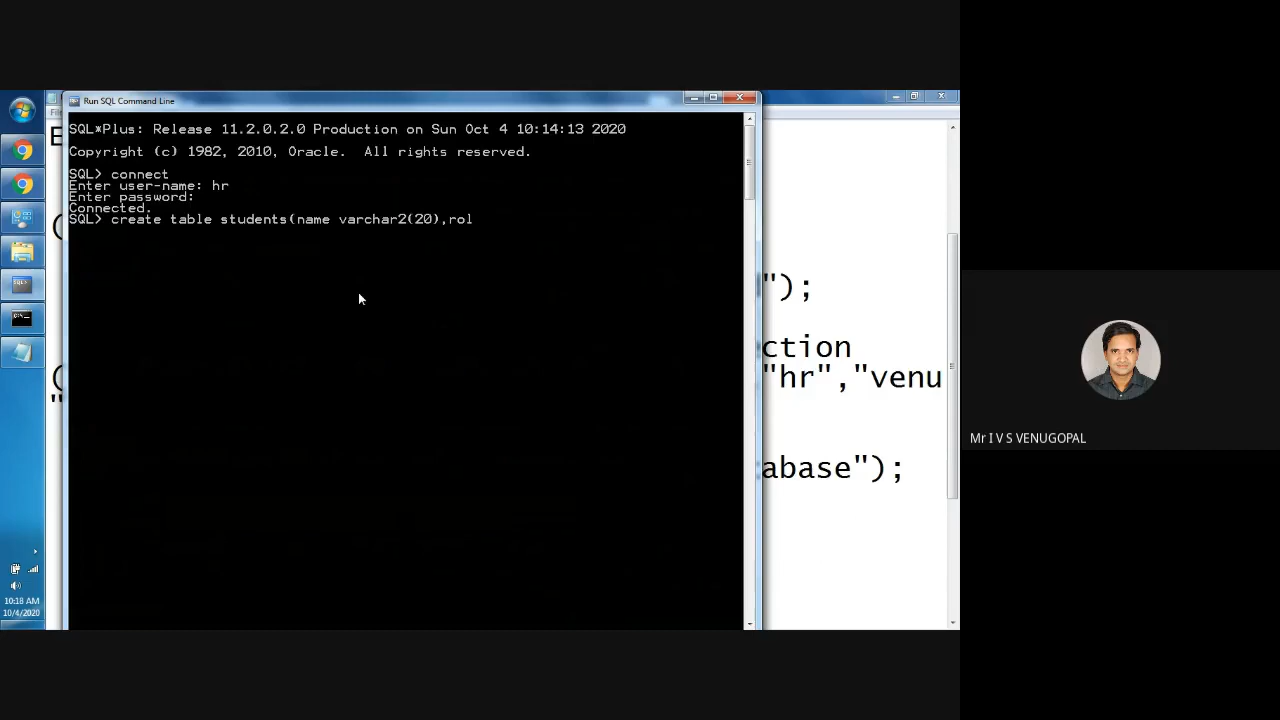 Run SQL Command Line
SQL*Plus: Release 11.2.0.2.0 Production on Sun Oct 4 10:14:13 2020
Copyright (c) 1982, 2010, Oracle.  All rights reserved.
SQL> connect
Enter user-name: hr
Enter password:
Connected.
SQL> create table students(name varchar2(20),rol
");
ction
"hr","venu
"
abase");
Mr I V S VENUGOPAL
10:18 AM
10/4/2020